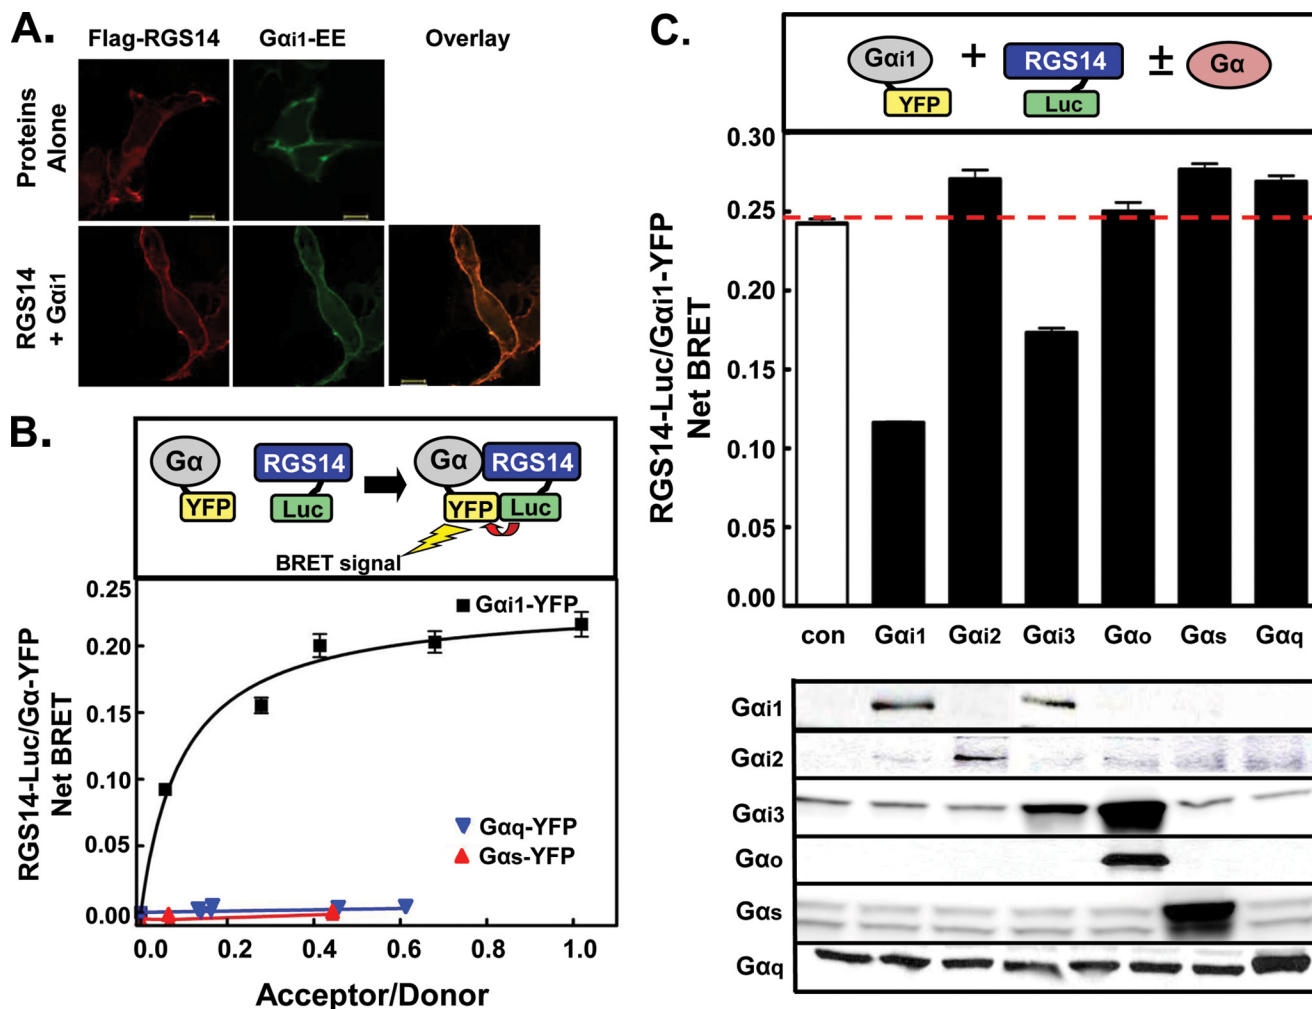 A.
Flag-RGS14 Gαi1-EE Overlay
Proteins
Alone
RGS14
+ Gαi1
B.
Gα RGS14 Gα RGS14
YFP Luc YFP Luc
BRET signal
RGS14-Luc/Gα-YFP
Net BRET
0.25
0.20
0.15
0.10
0.05
0.00
Gαi1-YFP
Gαq-YFP
Gαs-YFP
0.0 0.2 0.4 0.6 0.8 1.0
Acceptor/Donor
C.
Gαi1 + RGS14 ± Gα
YFP Luc
RGS14-Luc/Gαi1-YFP
Net BRET
0.30
0.25
0.20
0.15
0.10
0.05
0.00
con Gαi1 Gαi2 Gαi3 Gαo Gαs Gαq
Gαi1
Gαi2
Gαi3
Gαo
Gαs
Gαq